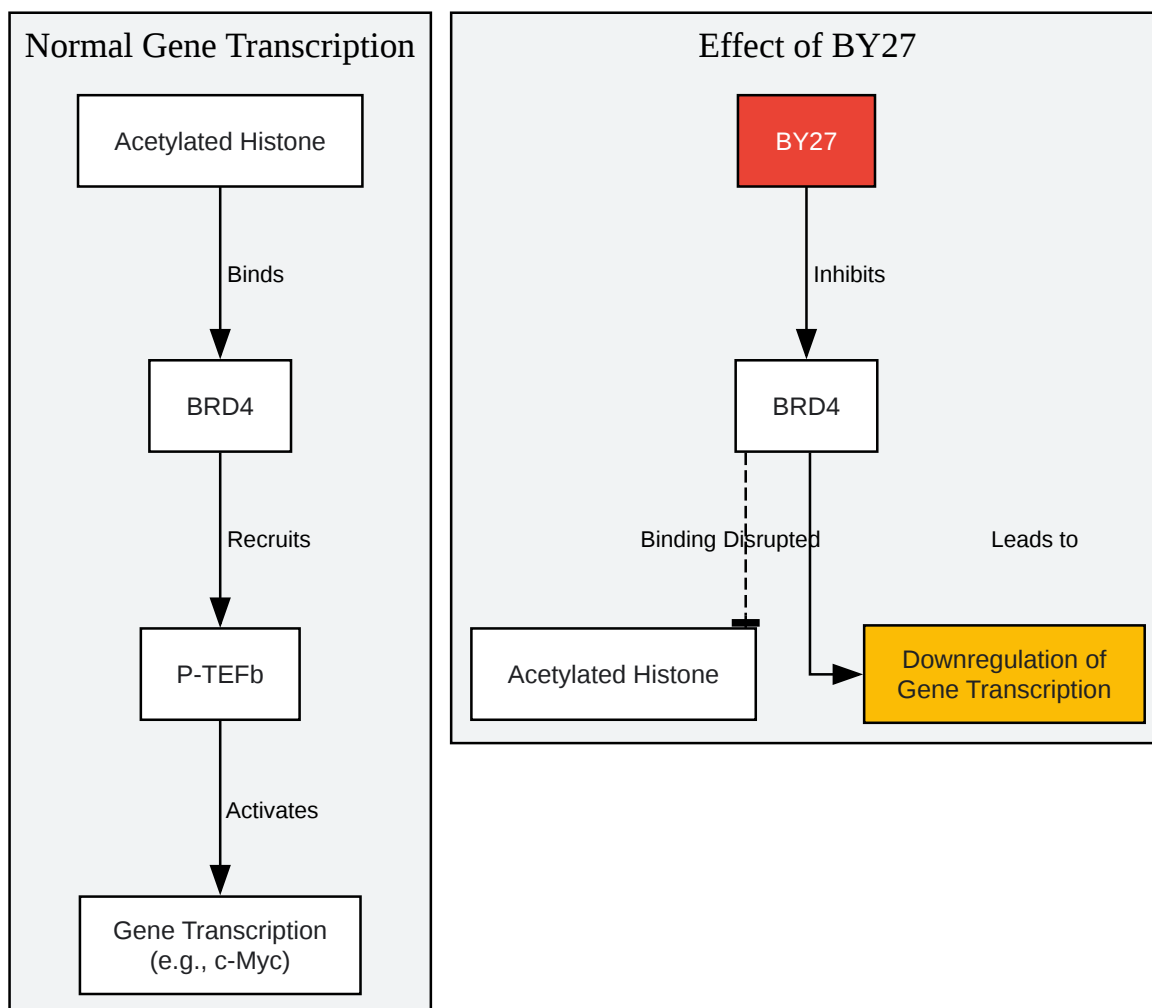 Normal Gene Transcription
Acetylated Histone
Binds
BRD4
Recruits
P-TEFb
Activates
Gene Transcription
(e.g., c-Myc)
Effect of BY27
BY27
Inhibits
BRD4
Binding Disrupted
Leads to
Acetylated Histone
Downregulation of
Gene Transcription